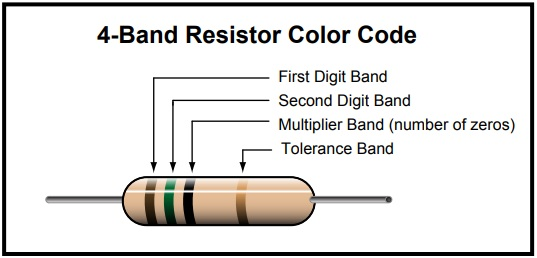 4-Band Resistor Color Code
First Digit Band
Second Digit Band
Multiplier Band (number of zeros)
Tolerance Band